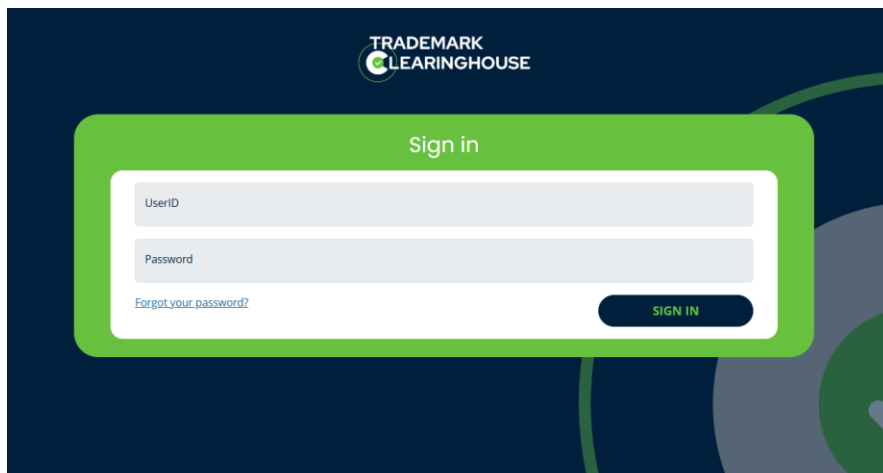 TRADEMARK
CLEARINGHOUSE
Sign in
UserID
Password
Forgot your password?
SIGN IN